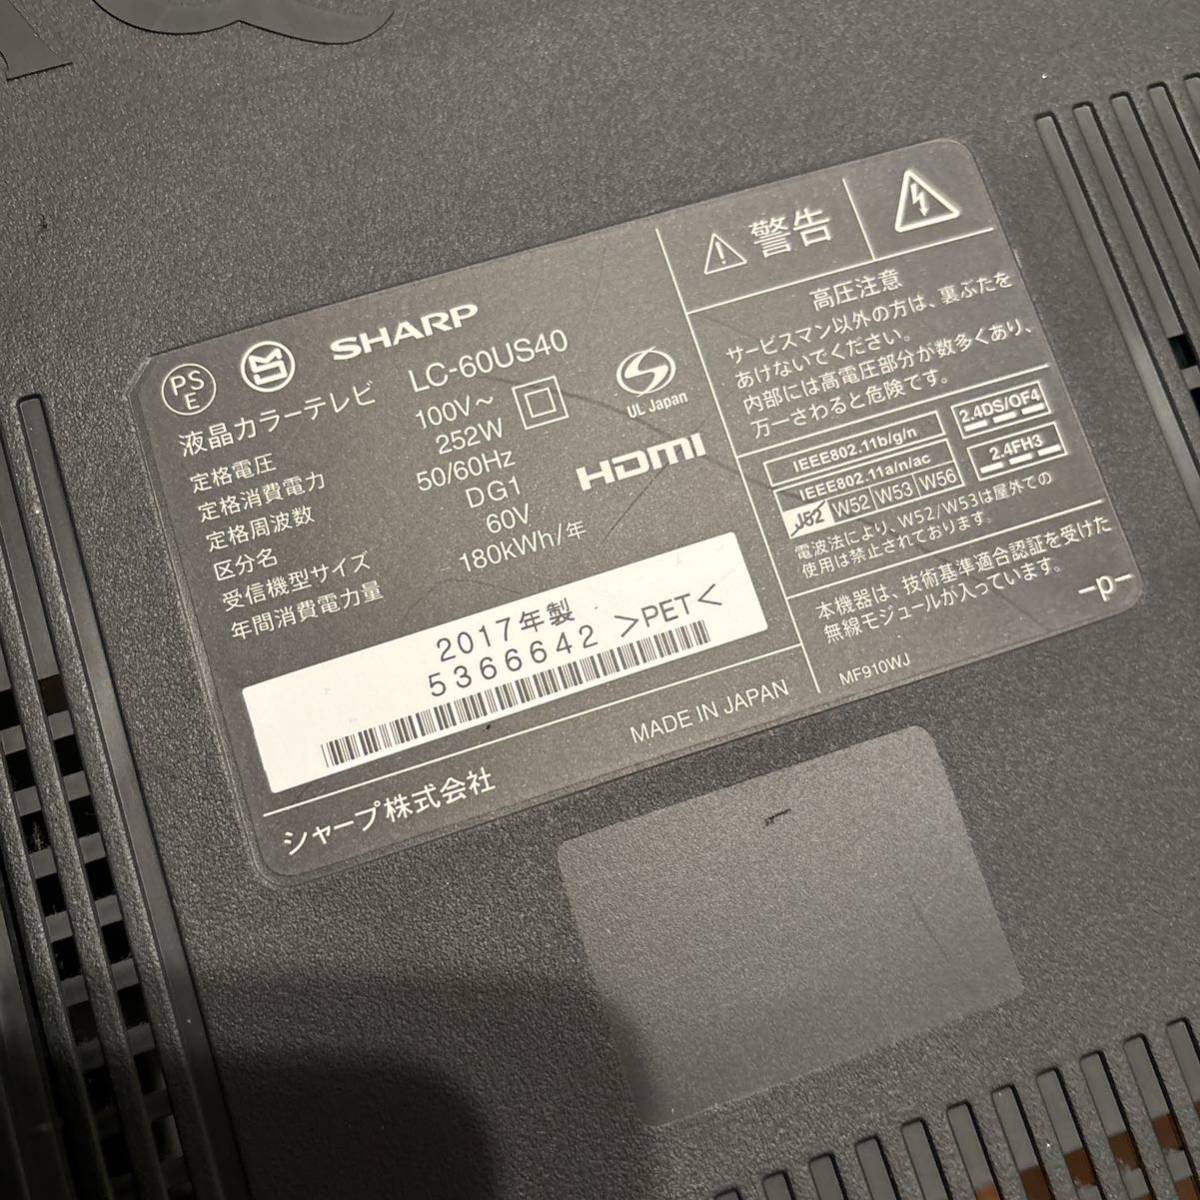 PS
E
SHARP
液晶カラーテレビ LC-60US40
定格電圧 100V～
定格消費電力 252W
定格周波数 50/60Hz
区分名 DG1
受信機型サイズ 60V
年間消費電力量 180kWh/年
UL Japan
HDMI
2017年製
5366642 >PET<
MADE IN JAPAN
シャープ株式会社
警告
高圧注意
サービスマン以外の方は、裏ぶたを
あけないでください。
内部には高電圧部分が数多くあり、
万一さわると危険です。
IEEE802.11b/g/n
IEEE802.11a/n/ac
J52 W52 W53 W56
2.4DS/OF4
2.4FH3
電波法により、W52/W53は屋外での
使用は禁止されております。
本機器は、技術基準適合認証を受けた
無線モジュールが入っています。
-p-
MF910WJ